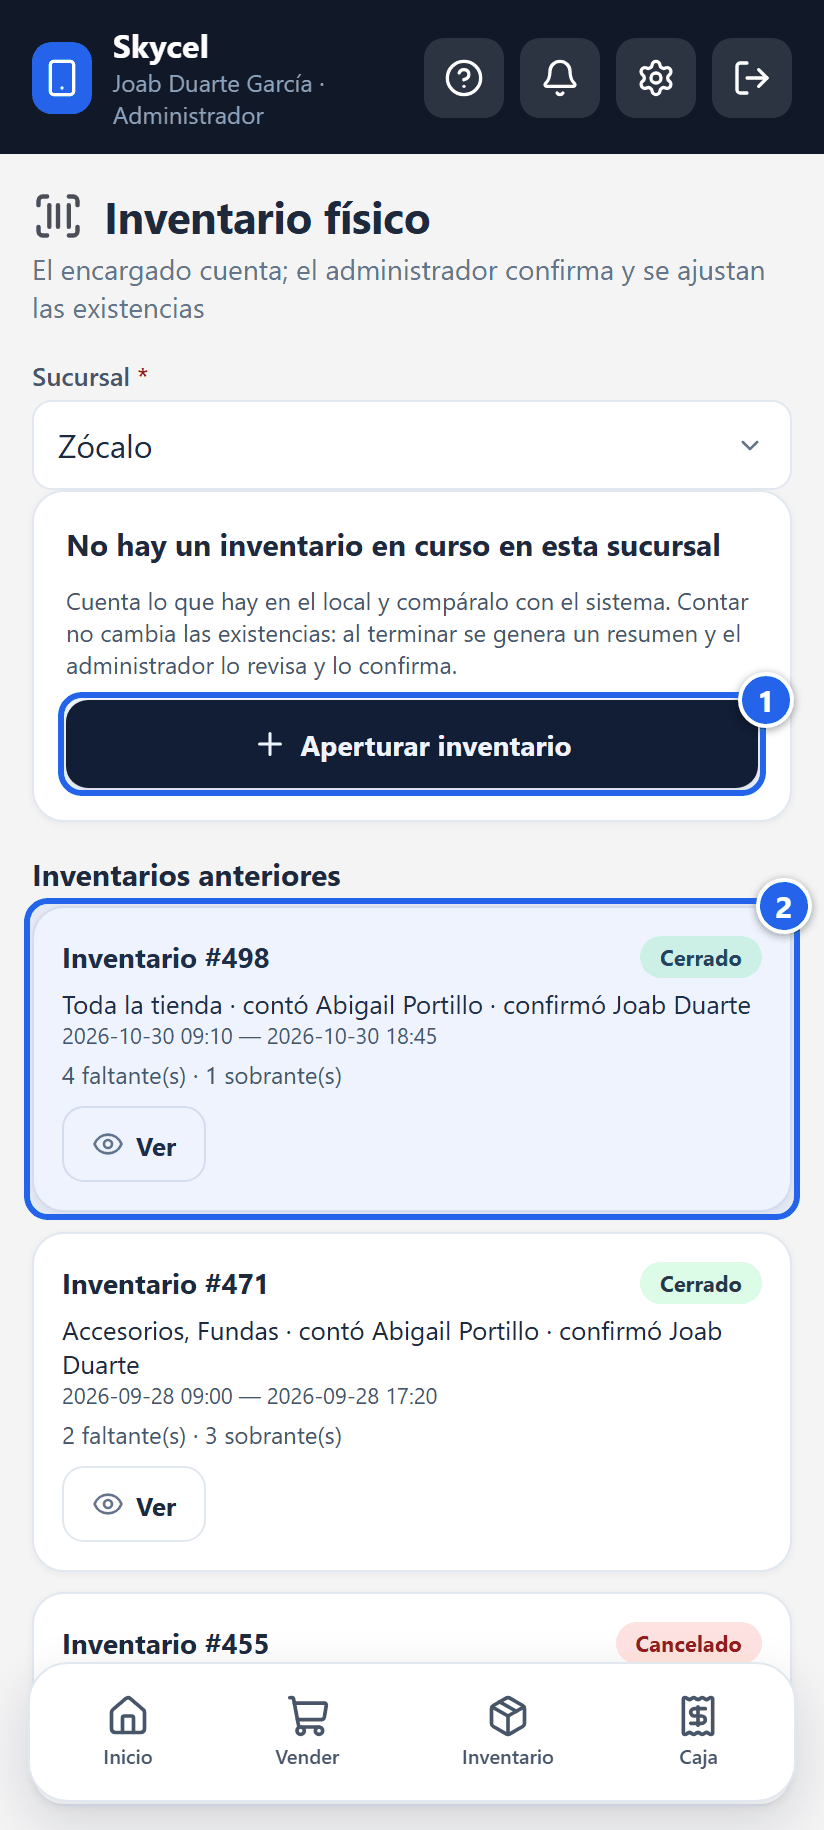 Skycel
Joab Duarte García ·
Administrador
Inventario físico
El encargado cuenta; el administrador confirma y se ajustan
las existencias
Sucursal *
Zócalo
No hay un inventario en curso en esta sucursal
Cuenta lo que hay en el local y compáralo con el sistema. Contar
no cambia las existencias: al terminar se genera un resumen y el
administrador lo revisa y lo confirma.
1
Aperturar inventario
Inventarios anteriores
2
Inventario #498
Cerrado
Toda la tienda · contó Abigail Portillo · confirmó Joab Duarte
2026-10-30 09:10 — 2026-10-30 18:45
4 faltante(s) · 1 sobrante(s)
Ver
Inventario #471
Cerrado
Accesorios, Fundas · contó Abigail Portillo · confirmó Joab
Duarte
2026-09-28 09:00 — 2026-09-28 17:20
2 faltante(s) · 3 sobrante(s)
Ver
Inventario #455
Cancelado
Inicio
Vender
Inventario
Caja